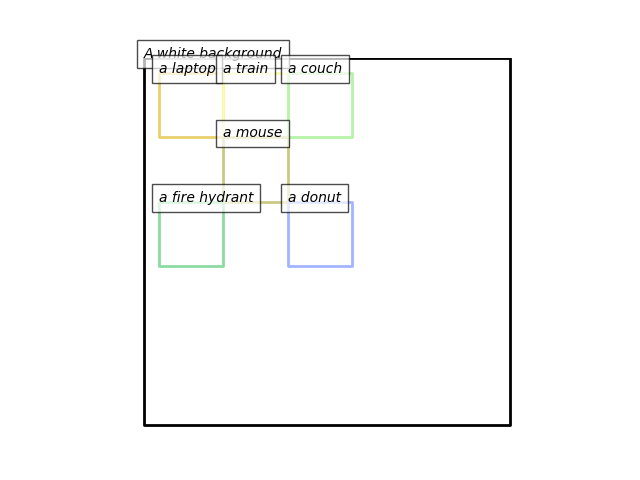 A white background
a laptop
a train
a couch
a mouse
a fire hydrant
a donut